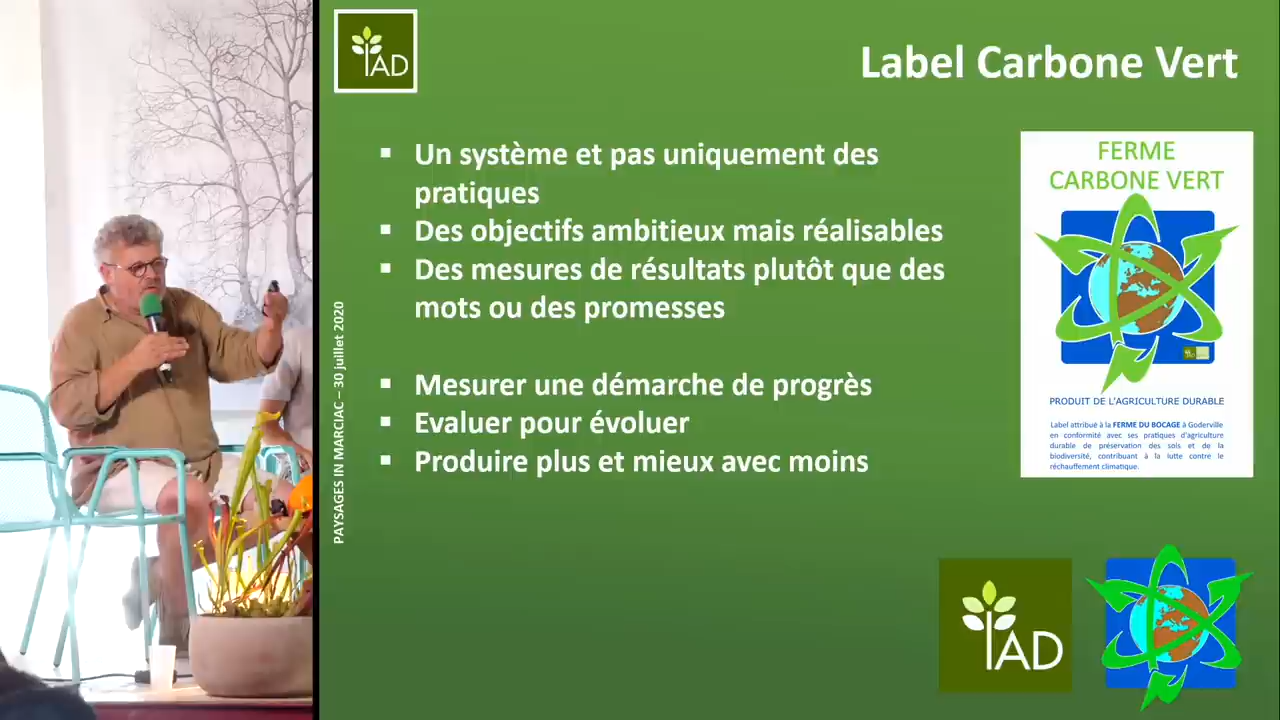 IAD
Label Carbone Vert
Un système et pas uniquement des
pratiques
Des objectifs ambitieux mais réalisables
Des mesures de résultats plutôt que des
mots ou des promesses
Mesurer une démarche de progrès
Evaluer pour évoluer
Produire plus et mieux avec moins
FERME
CARBONE VERT
PRODUIT DE L'AGRICULTURE DURABLE
Label attribué à la FERME DU BOCAGE à Goderville
en conformité avec ses pratiques d'agriculture
durable de préservation des sols et de la
biodiversité, contribuant à la lutte contre le
réchauffement climatique.
PAYSAGES IN MARCIAC – 30 juillet 2020
IAD